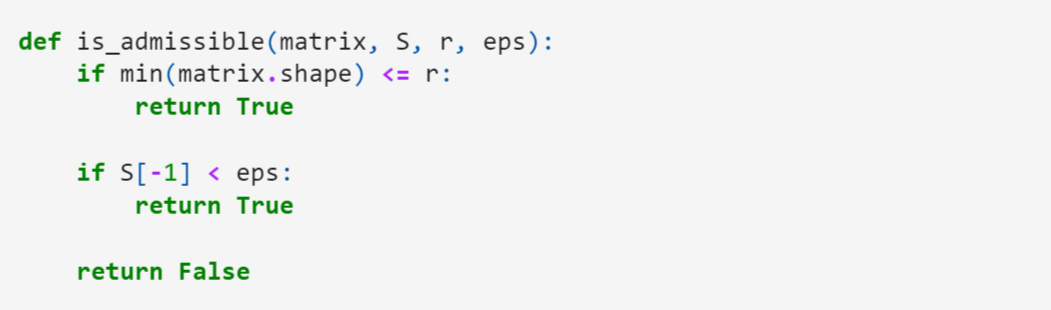 def is_admissible(matrix, S, r, eps):
    if min(matrix.shape) <= r:
        return True
    if S[-1] < eps:
        return True
    return False